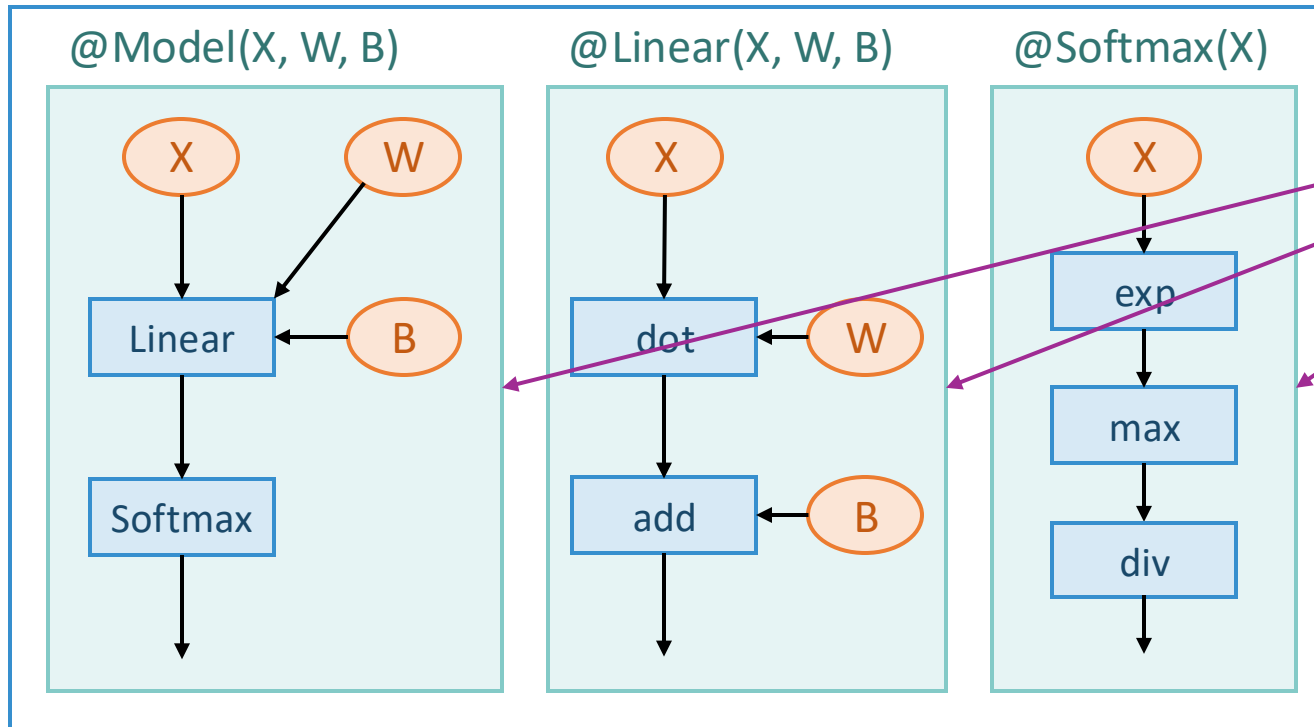 @Model(X, W, B)
X
W
Linear
B
Softmax
@Linear(X, W, B)
X
dot
W
add
B
@Softmax(X)
X
exp
max
div